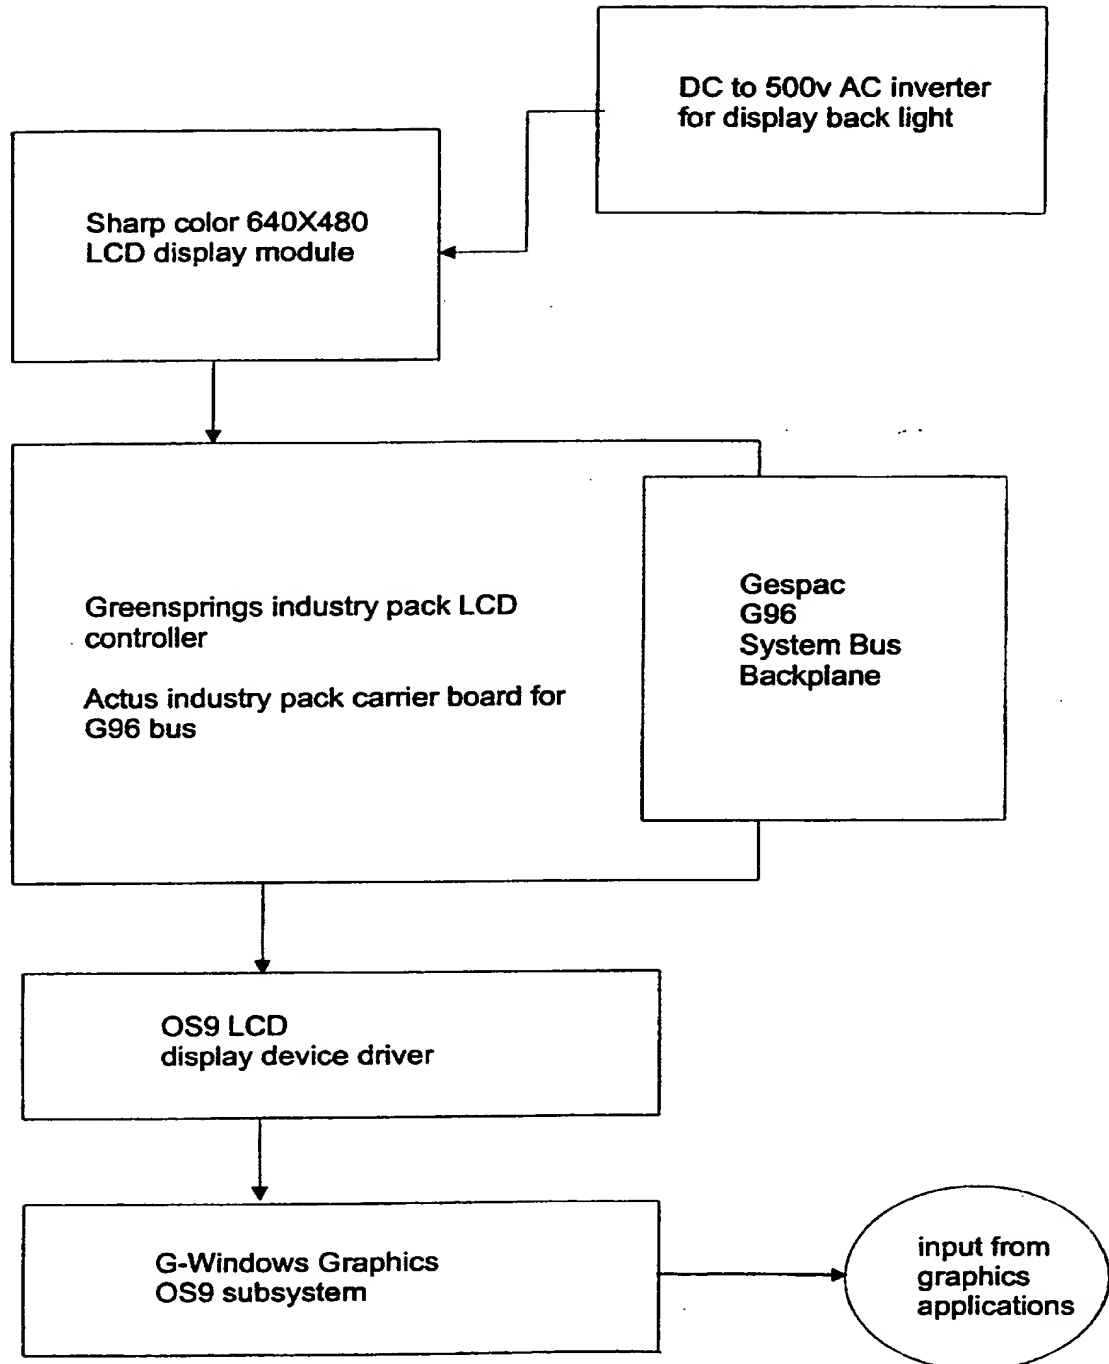 DC to 500v AC inverter
for display back light
Sharp color 640X480
LCD display module
Greensprings industry pack LCD
controller
Actus industry pack carrier board for
G96 bus
Gespac
G96
System Bus
Backplane
OS9 LCD
display device driver
G-Windows Graphics
OS9 subsystem
input from
graphics
applications